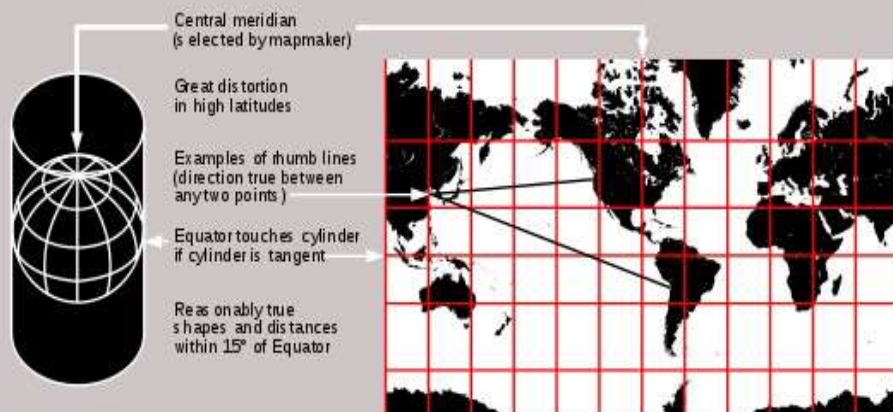 Central meridian
(selected by mapmaker)
Great distortion
in high latitudes
Examples of rhumb lines
(direction true between
any two points)
Equator touches cylinder
if cylinder is tangent
Reasonably true
shapes and distances
within 15° of Equator